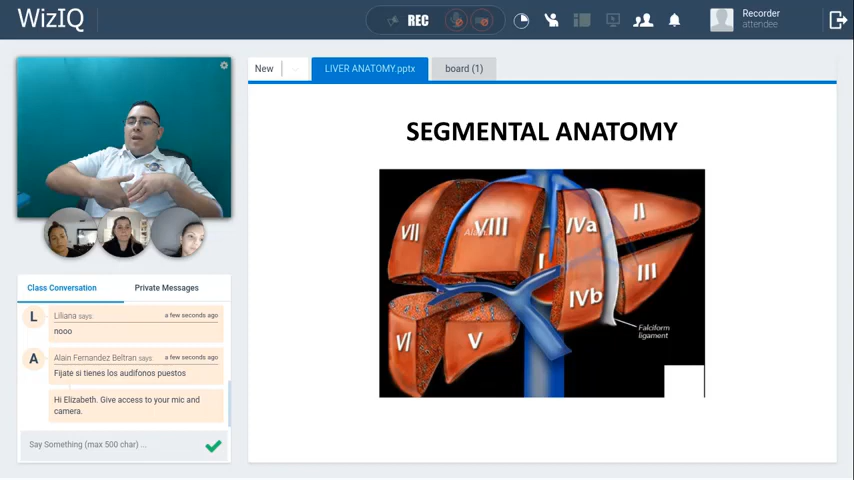 WizIQ
REC
Recorder
attendee
New
LIVER ANATOMY.pptx
board (1)
SEGMENTAL ANATOMY
VII
VIII
Alain
I
IVa
II
III
IVb
VI
V
Falciform
ligament
Class Conversation
Private Messages
L
Liliana says:
a few seconds ago
nooo
A
Alain Fernandez Beltran says:
a few seconds ago
Fijate si tienes los audifonos puestos
Hi Elizabeth. Give access to your mic and
camera.
Say Something (max 500 char) ...